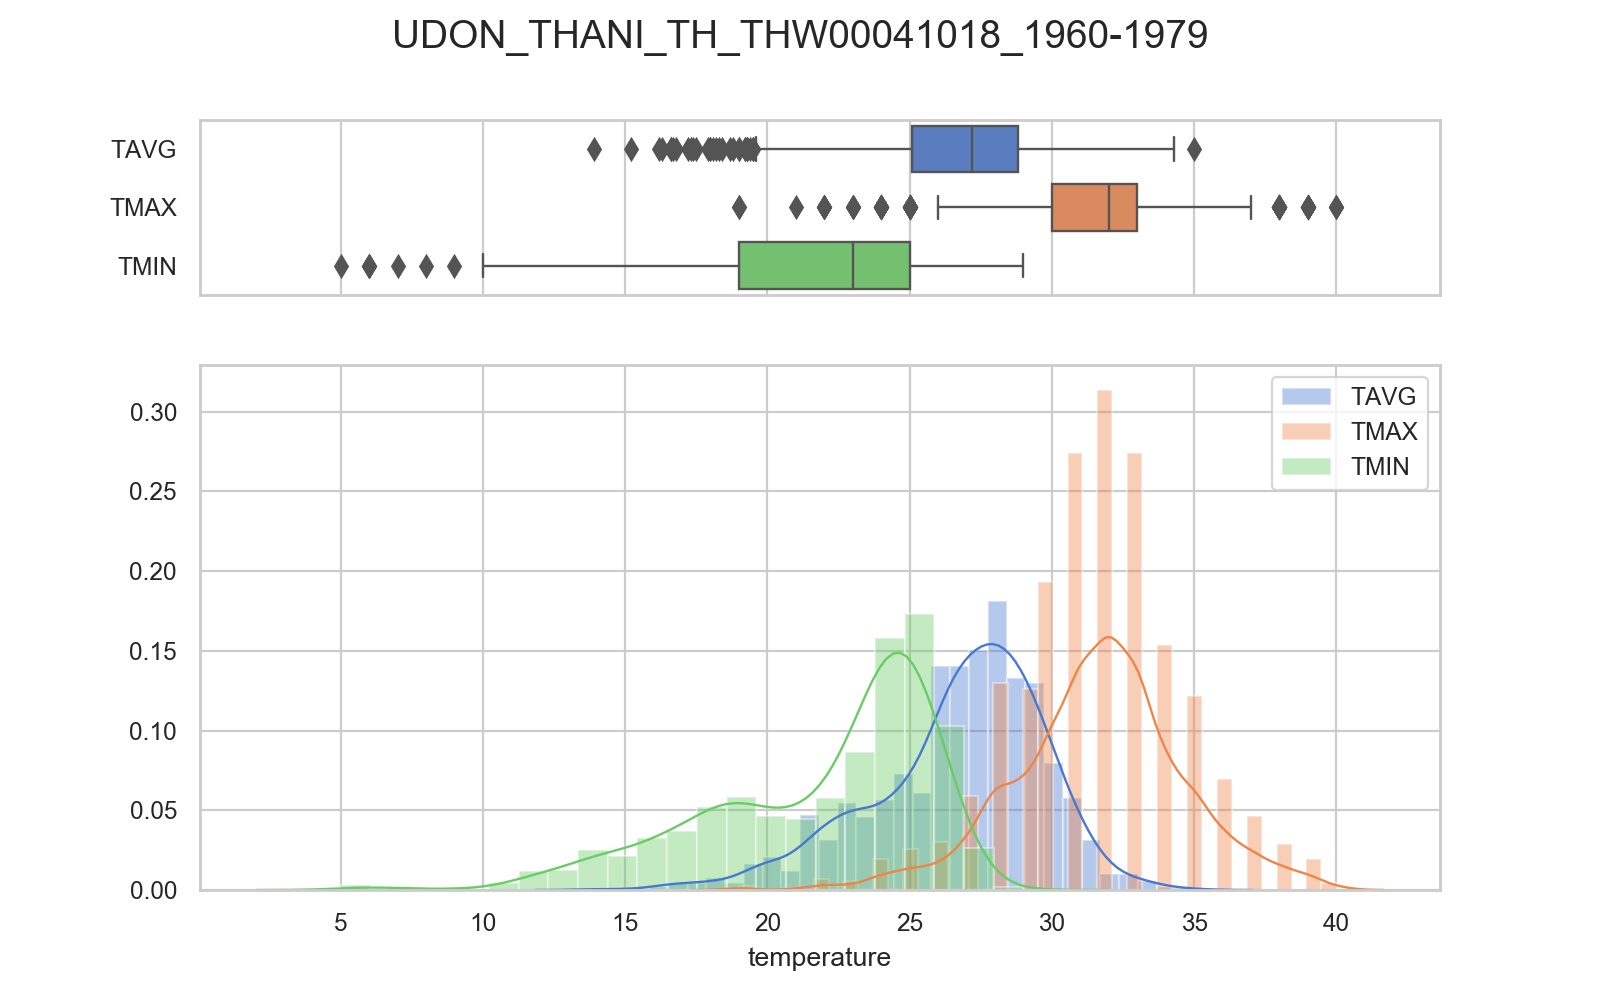 UDON_THANI_TH_THW00041018_1960-1979
TAVG
TMAX
TMIN
0.30
0.25
0.20
0.15
0.10
0.05
0.00
TAVG
TMAX
TMIN
5 10 15 20 25 30 35 40
temperature